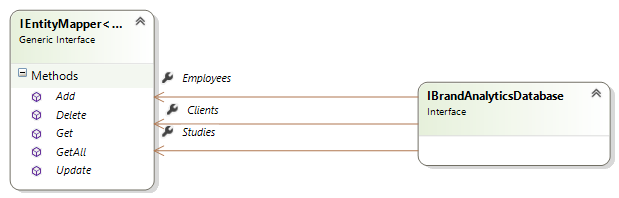 IEntityMapper<...
Generic Interface
Methods
Add
Delete
Get
GetAll
Update
Employees
Clients
Studies
IBrandAnalyticsDatabase
Interface